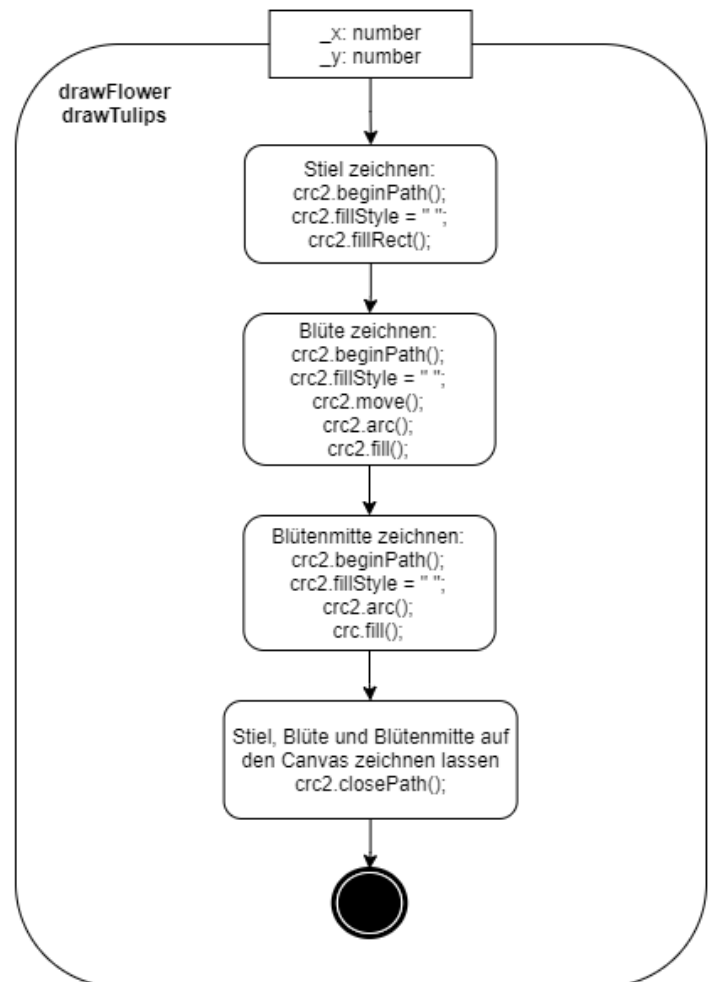 _x: number
_y: number
drawFlower
drawTulips
Stiel zeichnen:
crc2.beginPath();
crc2.fillStyle = " ";
crc2.fillRect();
Blüte zeichnen:
crc2.beginPath();
crc2.fillStyle = " ";
crc2.move();
crc2.arc();
crc2.fill();
Blütenmitte zeichnen:
crc2.beginPath();
crc2.fillStyle = " ";
crc2.arc();
crc.fill();
Stiel, Blüte und Blütenmitte auf
den Canvas zeichnen lassen
crc2.closePath();